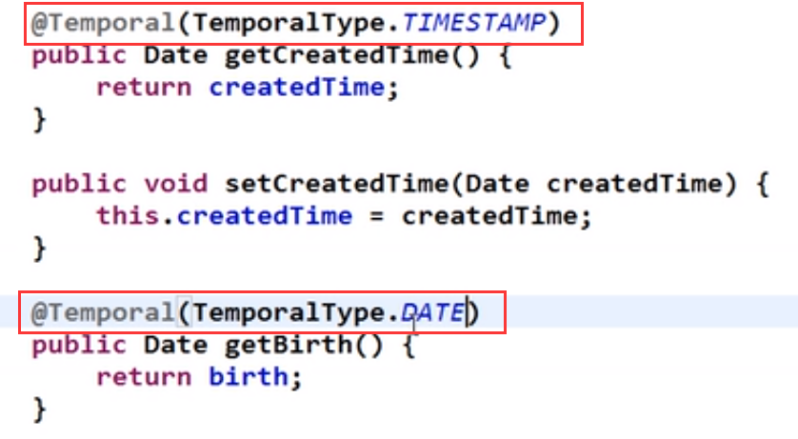 @Temporal(TemporalType.TIMESTAMP)
public Date getCreatedTime() {
    return createdTime;
}
public void setCreatedTime(Date createdTime) {
    this.createdTime = createdTime;
}
@Temporal(TemporalType.DATE)
public Date getBirth() {
    return birth;
}